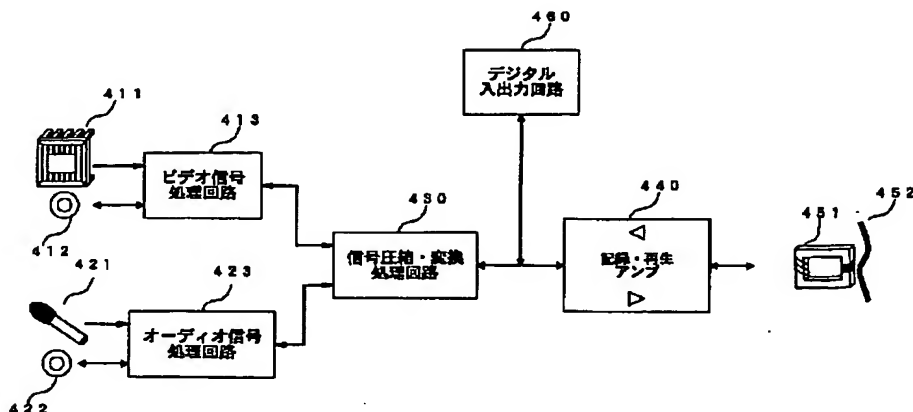 460
デジタル
入出力回路
411
413
ビデオ信号
処理回路
412
430
信号圧縮・変換
処理回路
440
記録・再生
アンプ
451
452
421
423
オーディオ信号
処理回路
422